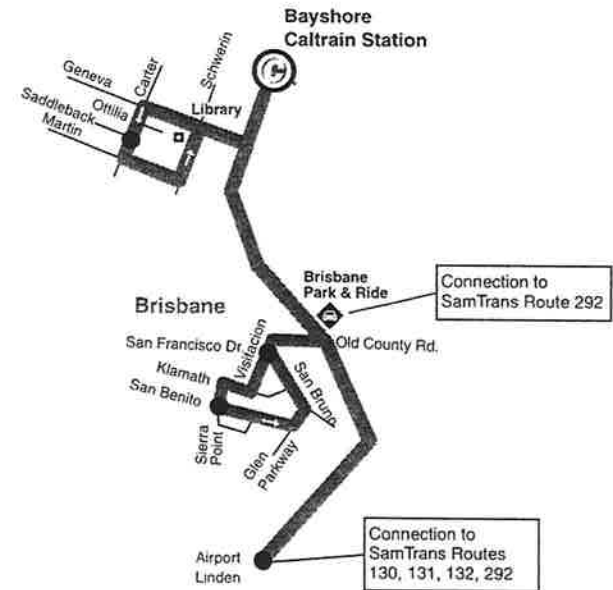 Bayshore
Caltrain Station
Schwerin
Carter
Geneva
Library
Ottilia
Saddleback
Martin
Brisbane
Park & Ride
Connection to
SamTrans Route 292
Brisbane
San Francisco Dr.
Visitacion
Old County Rd.
Klamath
San Benito
San Bruno
Sierra
Point
Glen
Parkway
Airport
Linden
Connection to
SamTrans Routes
130, 131, 132, 292